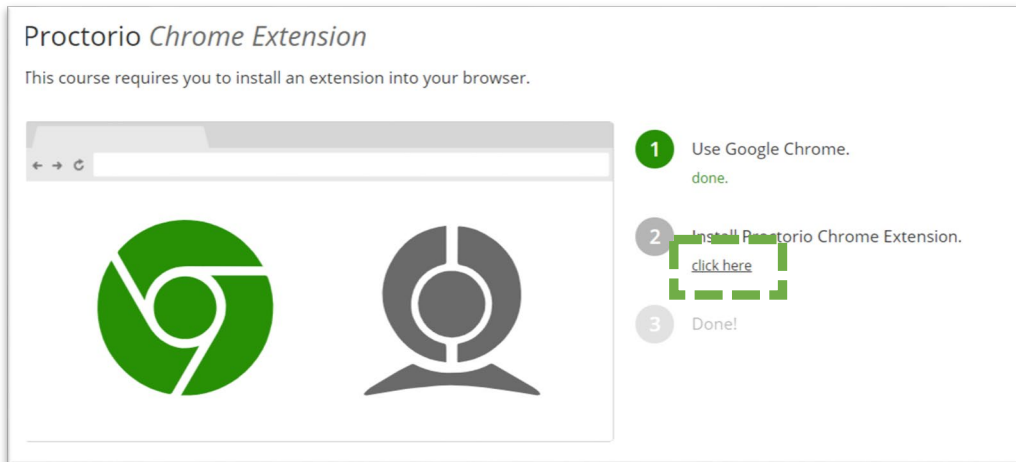 Proctorio Chrome Extension
This course requires you to install an extension into your browser.
1
Use Google Chrome.
done.
2
Install Proctorio Chrome Extension.
click here
3
Done!